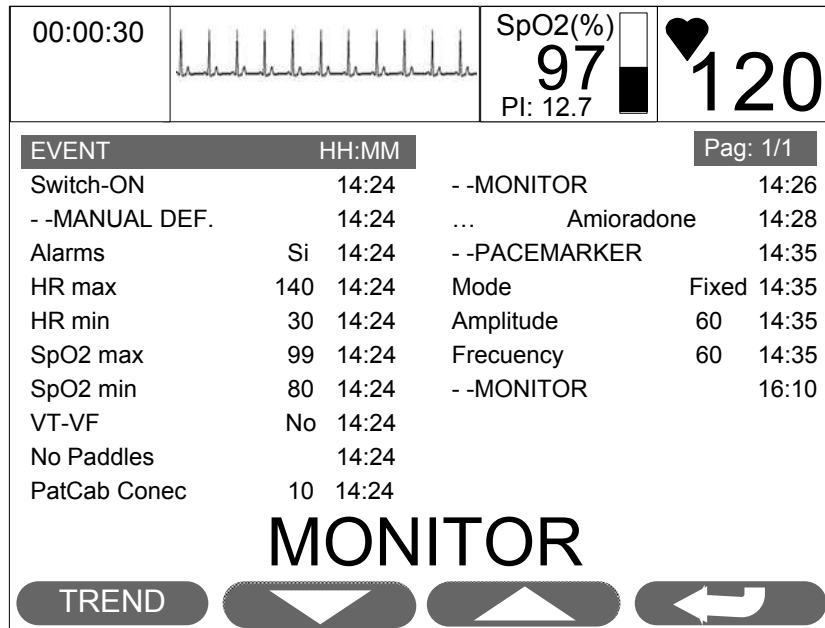 00:00:30
SpO2(%)
97
PI: 12.7
120
EVENT HH:MM
Switch-ON 14:24
- -MANUAL DEF. 14:24
Alarms Si 14:24
HR max 140 14:24
HR min 30 14:24
SpO2 max 99 14:24
SpO2 min 80 14:24
VT-VF No 14:24
No Paddles 14:24
PatCab Conec 10 14:24
Pag: 1/1
- -MONITOR 14:26
... Amioradone 14:28
- -PACEMARKER 14:35
Mode Fixed 14:35
Amplitude 60 14:35
Frecuency 60 14:35
- -MONITOR 16:10
MONITOR
TREND